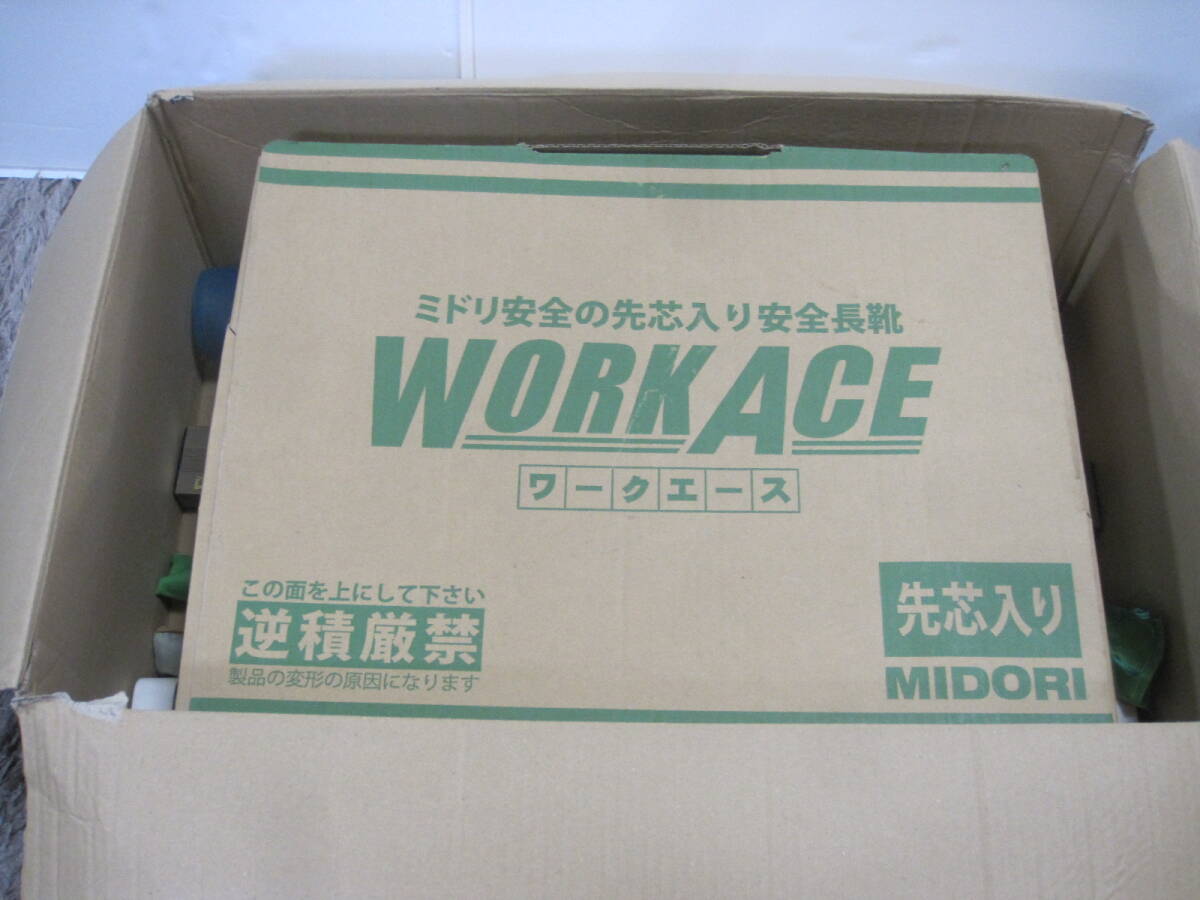 ミドリ安全の先芯入り安全長靴
WORKACE
ワークエース
この面を上にして下さい
逆積厳禁
製品の変形の原因になります
先芯入り
MIDORI